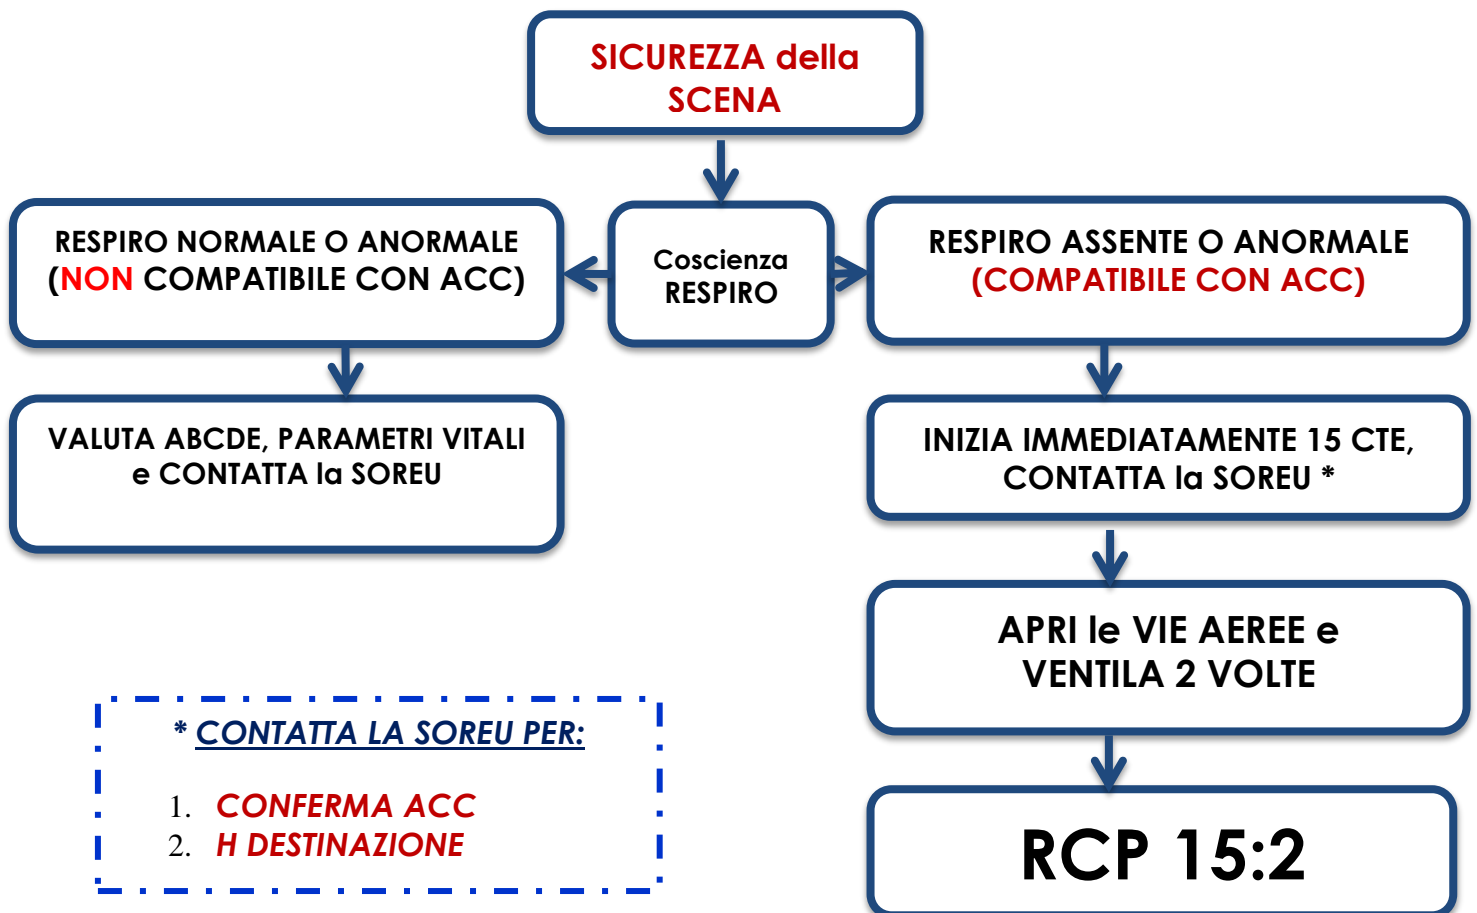 SICUREZZA della
SCENA
RESPIRO NORMALE O ANORMALE
(NON COMPATIBILE CON ACC)
Coscienza
RESPIRO
RESPIRO ASSENTE O ANORMALE
(COMPATIBILE CON ACC)
VALUTA ABCDE, PARAMETRI VITALI
e CONTATTA la SOREU
INIZIA IMMEDIATAMENTE 15 CTE,
CONTATTA la SOREU *
APRI le VIE AEREE e
VENTILA 2 VOLTE
* CONTATTA LA SOREU PER:
1. CONFERMA ACC
2. H DESTINAZIONE
RCP 15:2